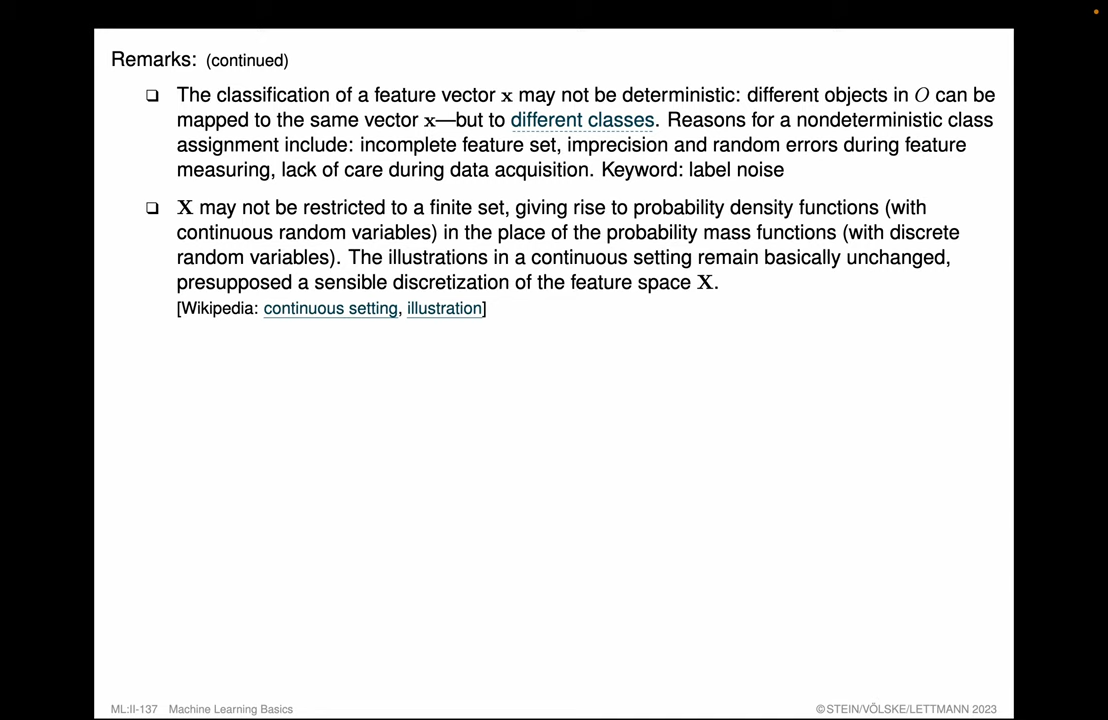 Remarks: (continued)
❑ The classification of a feature vector x may not be deterministic: different objects in O can be
mapped to the same vector x—but to different classes. Reasons for a nondeterministic class
assignment include: incomplete feature set, imprecision and random errors during feature
measuring, lack of care during data acquisition. Keyword: label noise
❑ X may not be restricted to a finite set, giving rise to probability density functions (with
continuous random variables) in the place of the probability mass functions (with discrete
random variables). The illustrations in a continuous setting remain basically unchanged,
presupposed a sensible discretization of the feature space X.
[Wikipedia: continuous setting, illustration]
ML:II-137 Machine Learning Basics
©STEIN/VÖLSKE/LETTMANN 2023